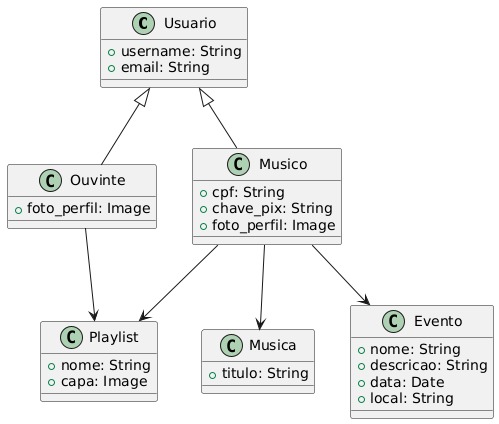 C Usuario
username: String
email: String
C Ouvinte
foto_perfil: Image
C Musico
cpf: String
chave_pix: String
foto_perfil: Image
C Playlist
nome: String
capa: Image
C Musica
titulo: String
C Evento
nome: String
descricao: String
data: Date
local: String